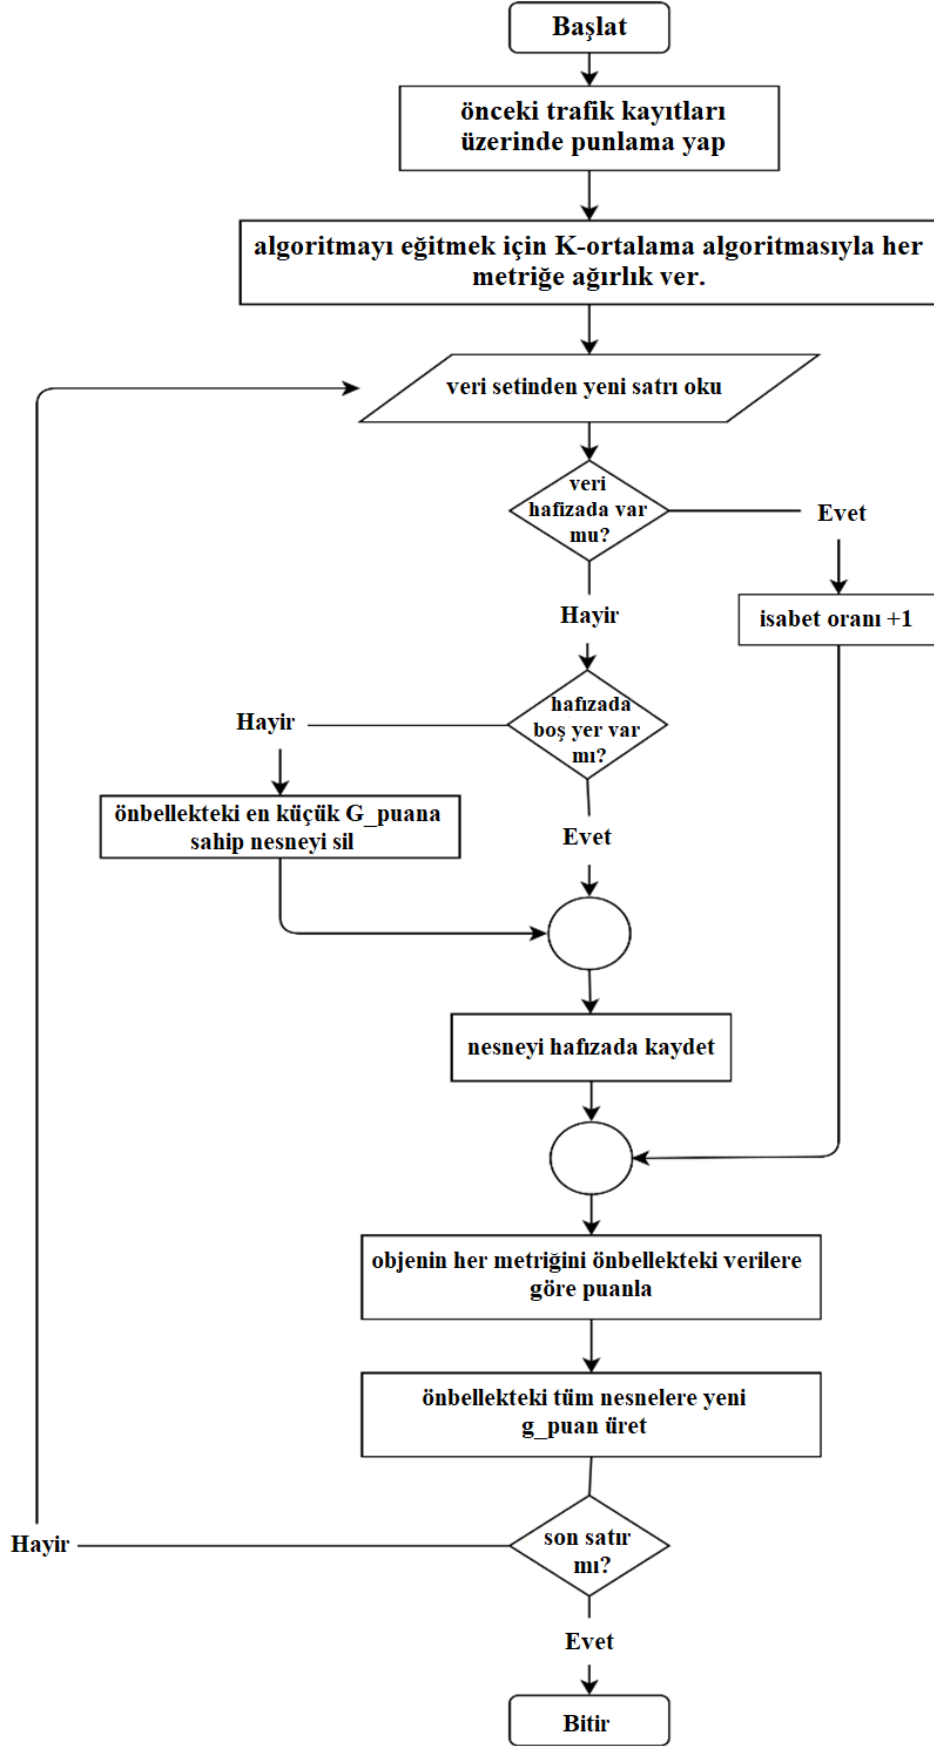 Başlat
önceki trafik kayıtları
üzerinde punlama yap
algoritmayı eğitmek için K-ortalama algoritmasıyla her
metriğe ağırlık ver.
veri setinden yeni satrı oku
veri
hafizada var
mu?
Evet
Hayir
isabet oranı +1
hafızada
boş yer var
mı?
Hayir
önbellekteki en küçük G_puana
sahip nesneyi sil
Evet
nesneyi hafızada kaydet
objenin her metriğini önbellekteki verilere
göre puanla
önbellekteki tüm nesnelere yeni
g_puan üret
son satır
mı?
Hayir
Evet
Bitir